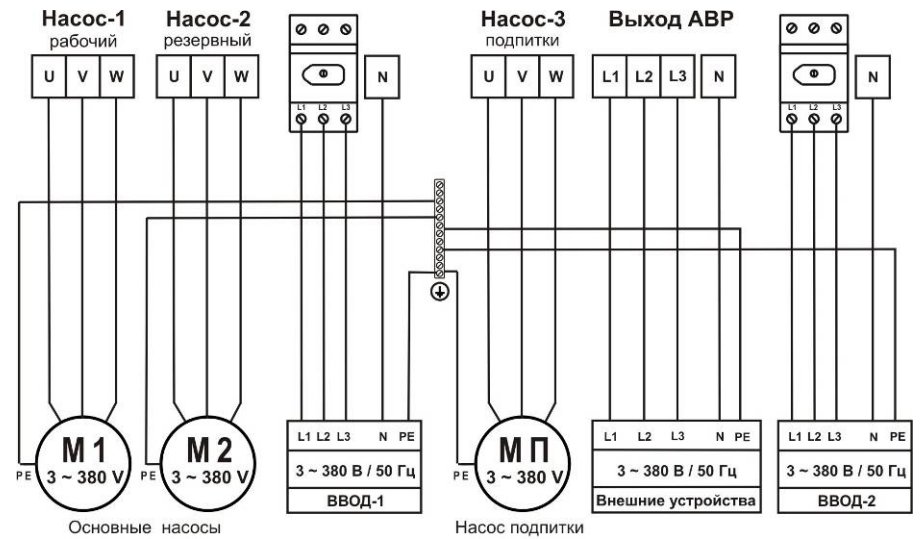 Насос-1
рабочий
U V W
Насос-2
резервный
U V W
L1 L2 L3
N
Насос-3
подпитки
U V W
Выход АВР
L1 L2 L3 N
L1 L2 L3
N
М 1
3 ~ 380 V
PE
М 2
3 ~ 380 V
PE
Основные насосы
L1 L2 L3 N PE
3 ~ 380 В / 50 Гц
ВВОД-1
М П
3 ~ 380 V
PE
Насос подпитки
L1 L2 L3 N PE
3 ~ 380 В / 50 Гц
Внешние устройства
L1 L2 L3 N PE
3 ~ 380 В / 50 Гц
ВВОД-2